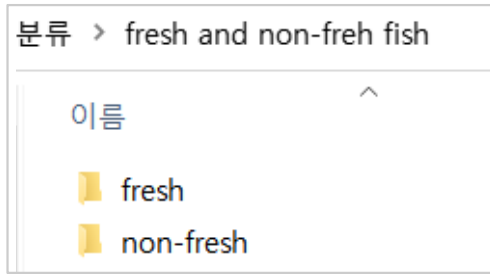 분류 > fresh and non-freh fish
이름
fresh
non-fresh